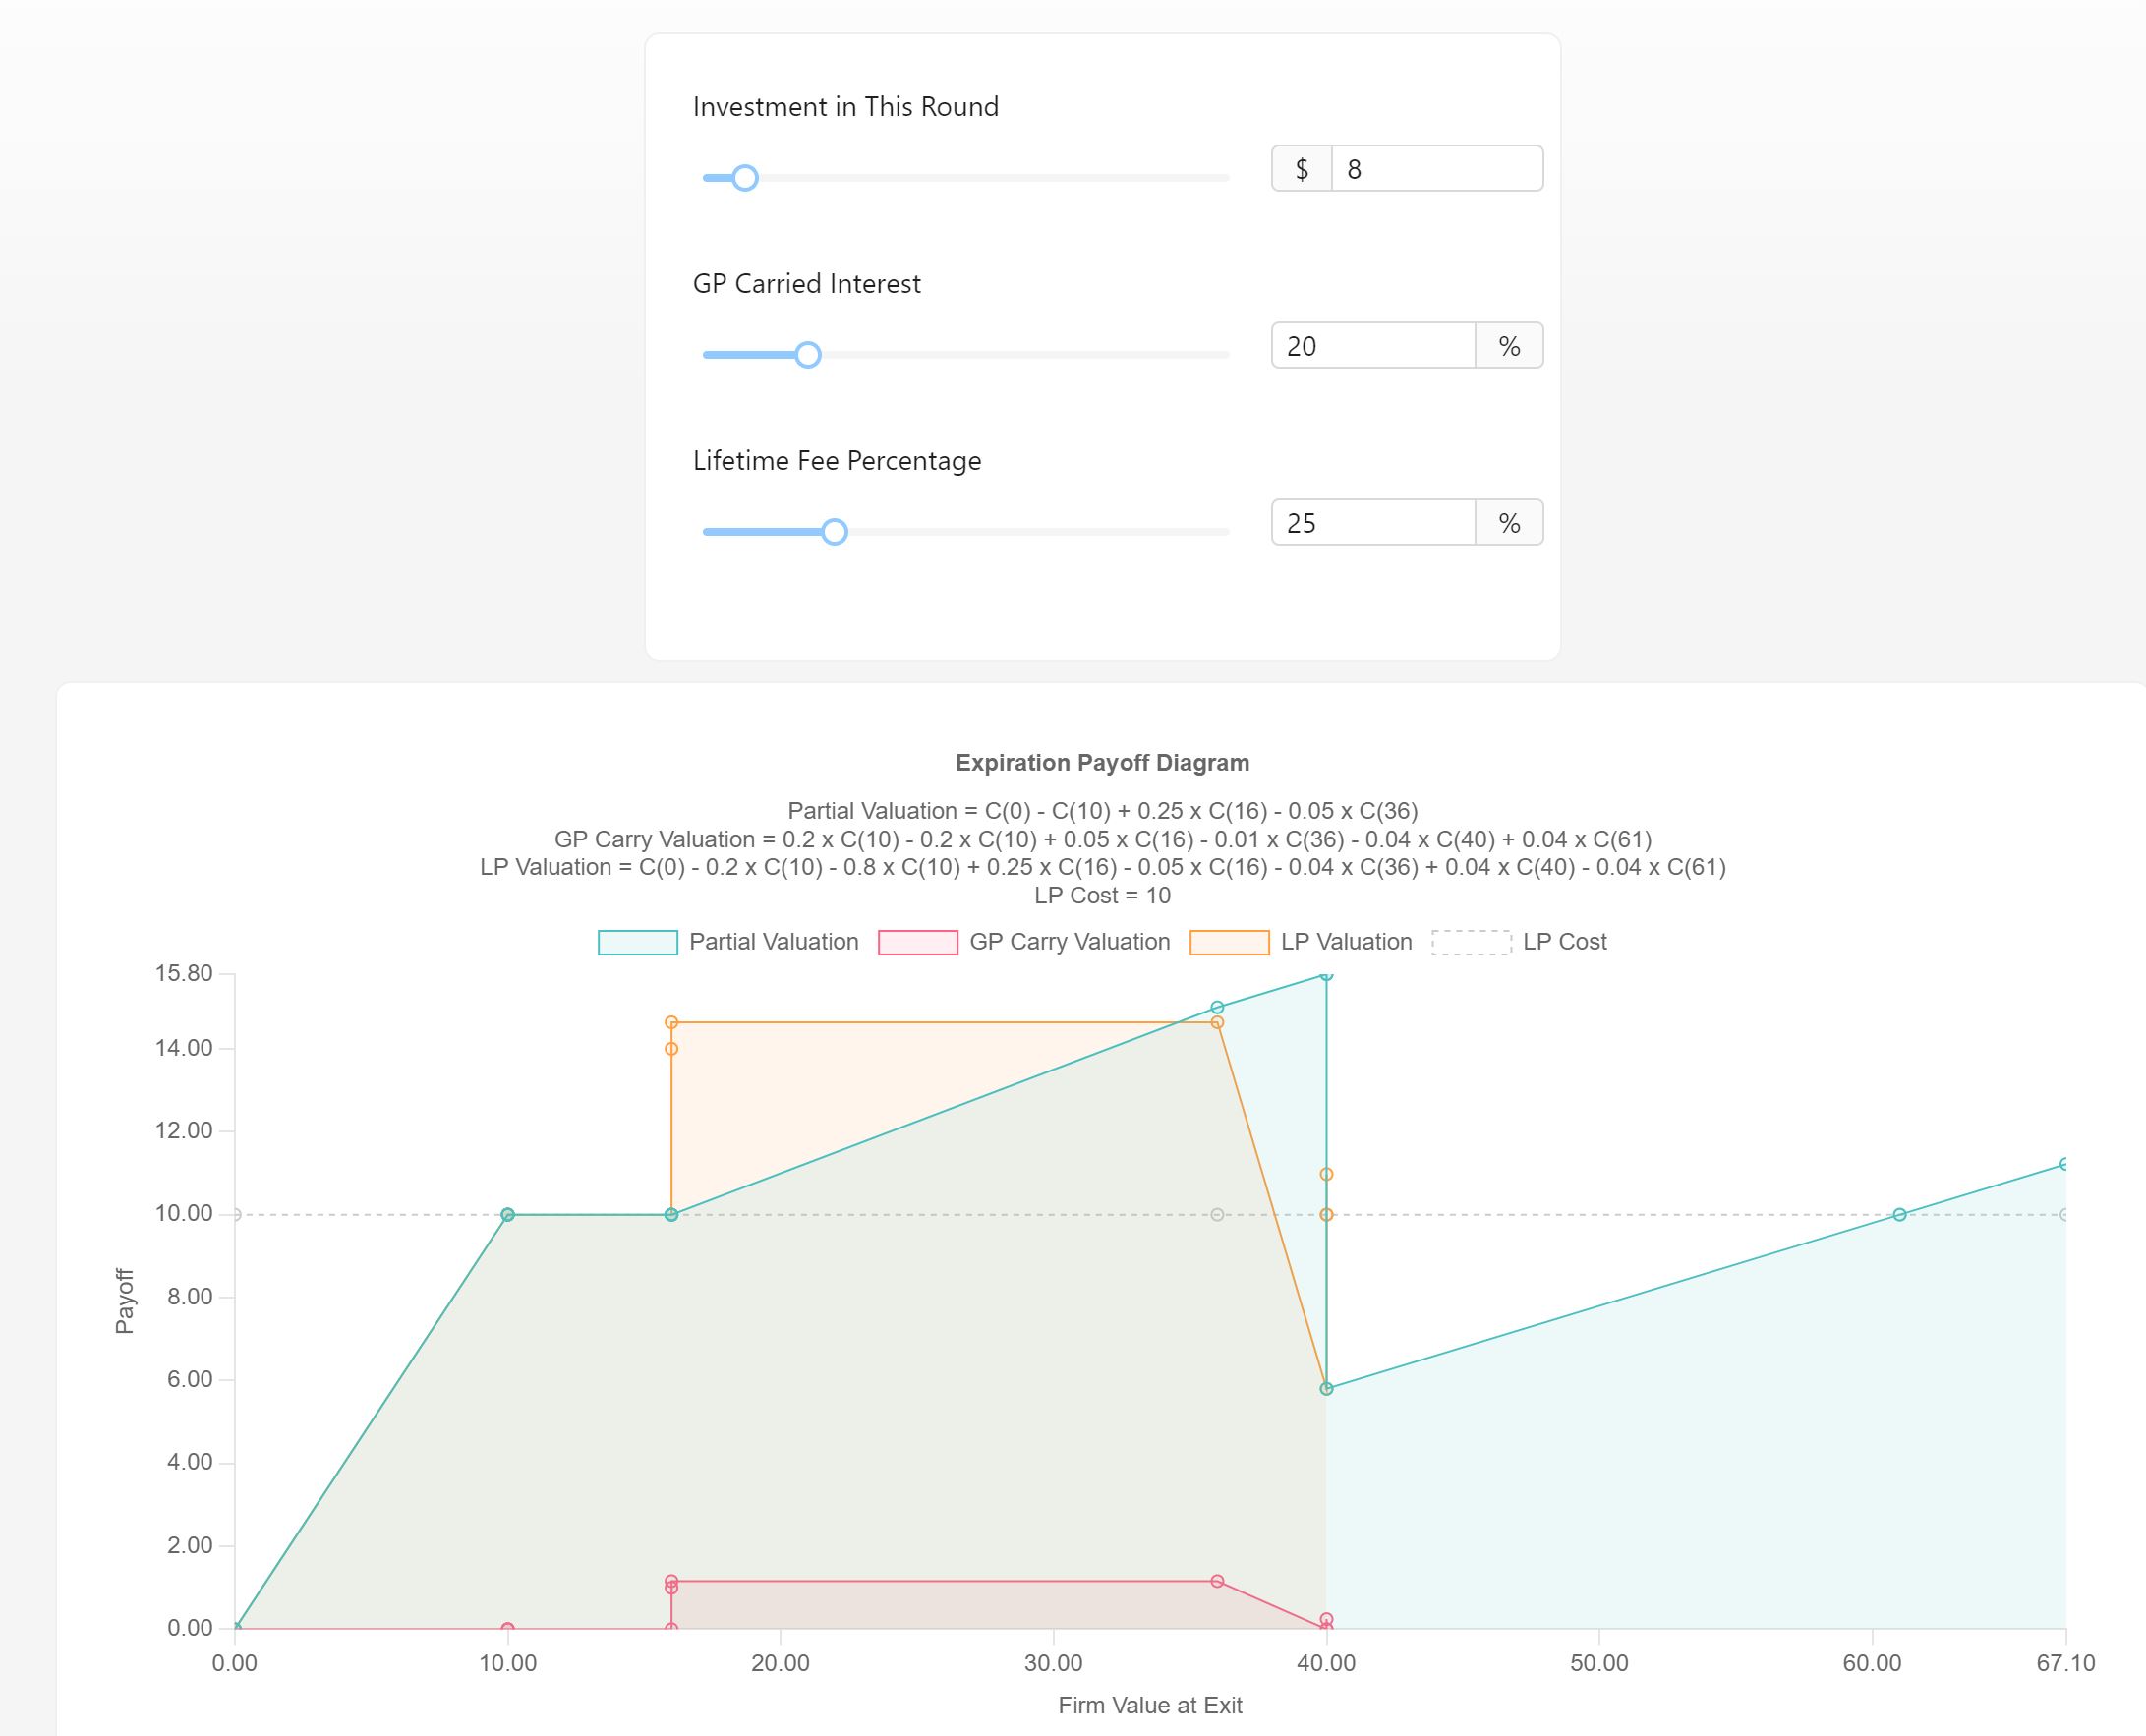 Investment in This Round
$ 8
GP Carried Interest
20 %
Lifetime Fee Percentage
25 %
Expiration Payoff Diagram
Partial Valuation = C(0) - C(10) + 0.25 x C(16) - 0.05 x C(36)
GP Carry Valuation = 0.2 x C(10) - 0.2 x C(10) + 0.05 x C(16) - 0.01 x C(36) - 0.04 x C(40) + 0.04 x C(61)
LP Valuation = C(0) - 0.2 x C(10) - 0.8 x C(10) + 0.25 x C(16) - 0.05 x C(16) - 0.04 x C(36) + 0.04 x C(40) - 0.04 x C(61)
LP Cost = 10
Partial Valuation GP Carry Valuation LP Valuation LP Cost
15.80
14.00
12.00
10.00
8.00
6.00
4.00
2.00
0.00
Payoff
0.00 10.00 20.00 30.00 40.00 50.00 60.00 67.10
Firm Value at Exit